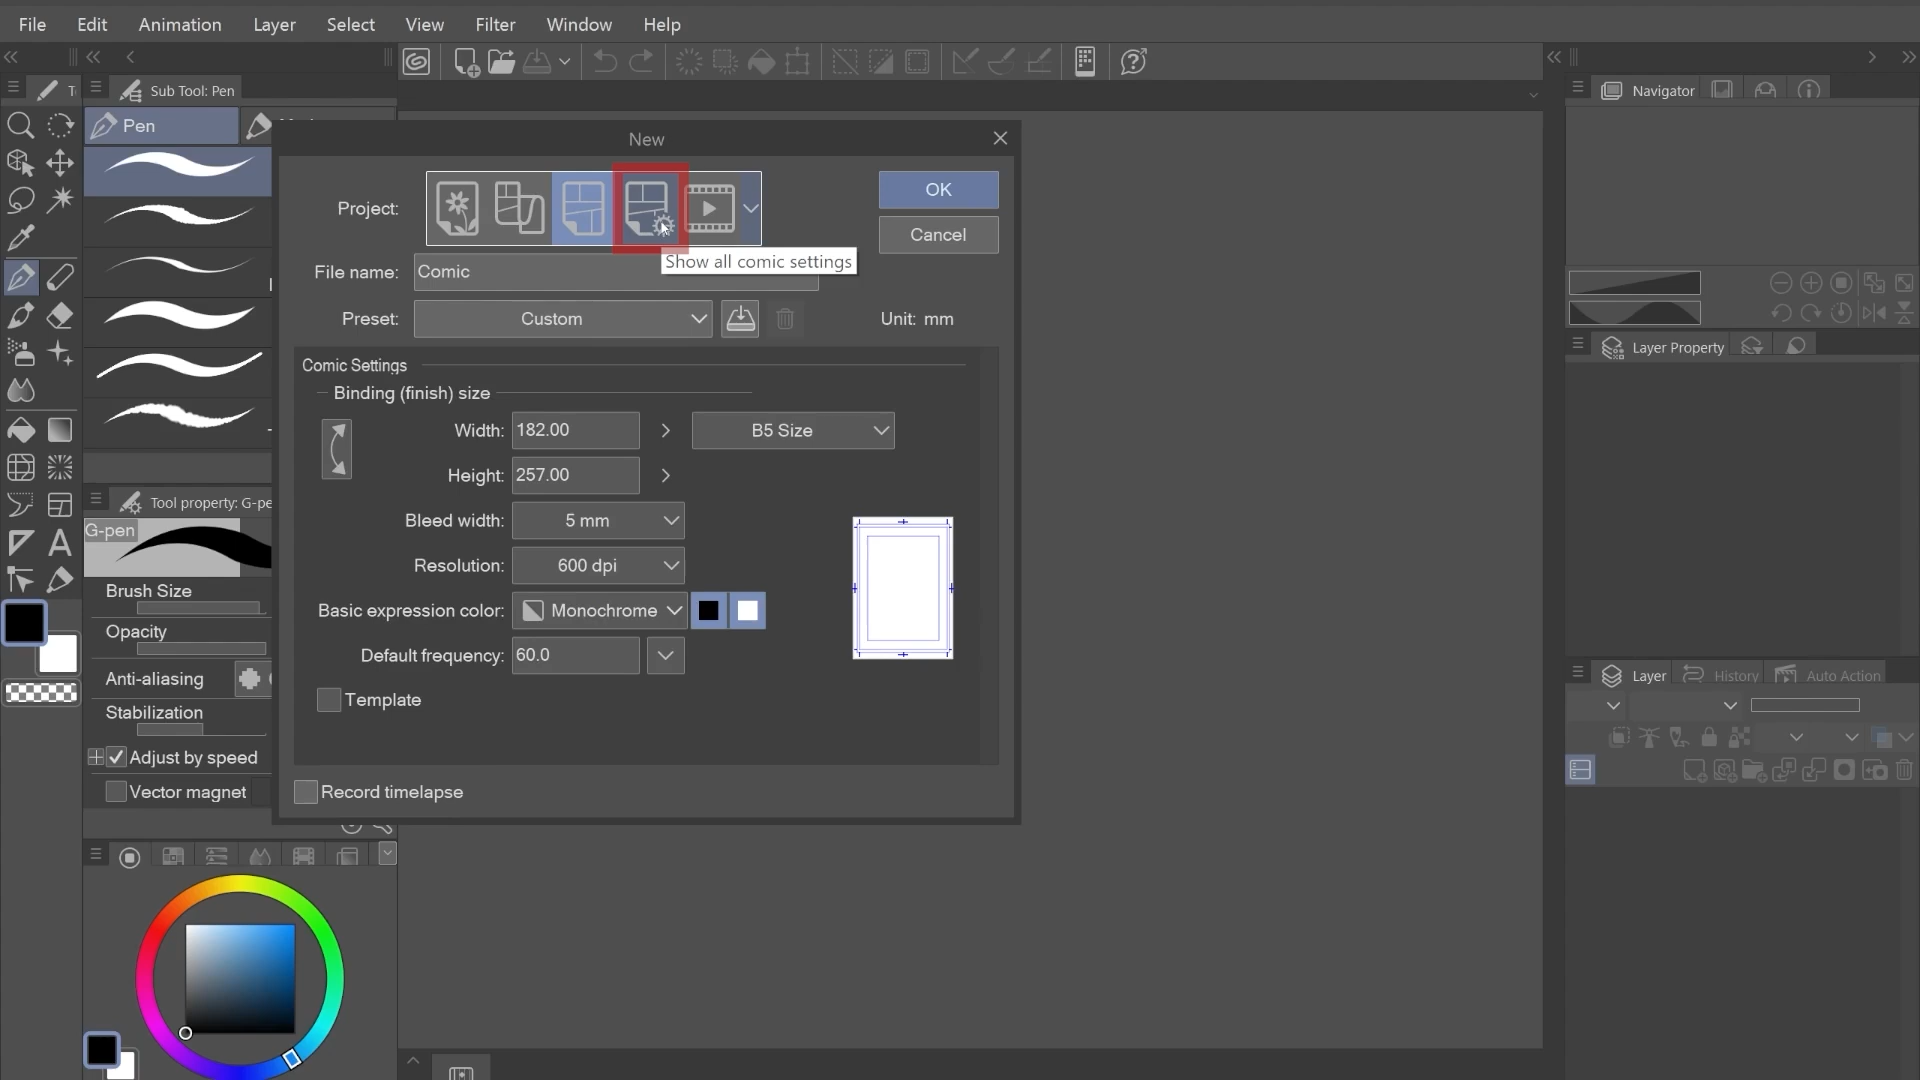 File Edit Animation Layer Select View Filter Window Help
Sub Tool: Pen
Navigator
Pen
New
Project:
OK
Cancel
Show all comic settings
File name: Comic
Preset: Custom
Unit: mm
Layer Property
Comic Settings
Binding (finish) size
Width: 182.00
B5 Size
Height: 257.00
Tool property: G-pe
Bleed width: 5 mm
G-pen
Resolution: 600 dpi
Brush Size
Basic expression color: Monochrome
Opacity
Default frequency: 60.0
Anti-aliasing
Layer History Auto Action
Template
Stabilization
Adjust by speed
Vector magnet
Record timelapse